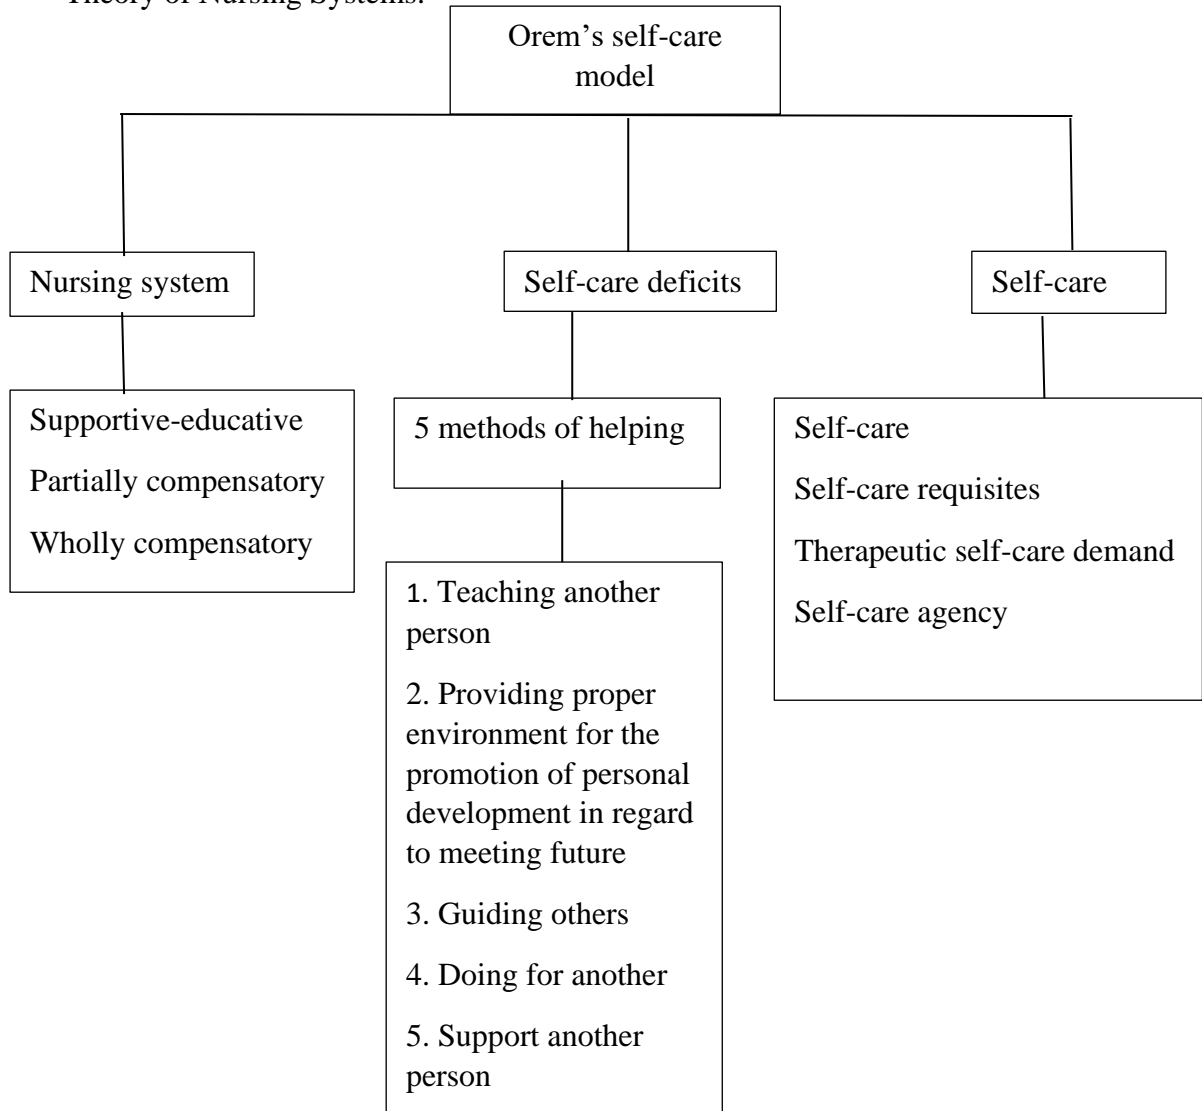 Theory of Nursing Systems.
Orem’s self-care
model
Nursing system
Self-care deficits
Self-care
Supportive-educative
Partially compensatory
Wholly compensatory
5 methods of helping
1. Teaching another
person
2. Providing proper
environment for the
promotion of personal
development in regard
to meeting future
3. Guiding others
4. Doing for another
5. Support another
person
Self-care
Self-care requisites
Therapeutic self-care demand
Self-care agency